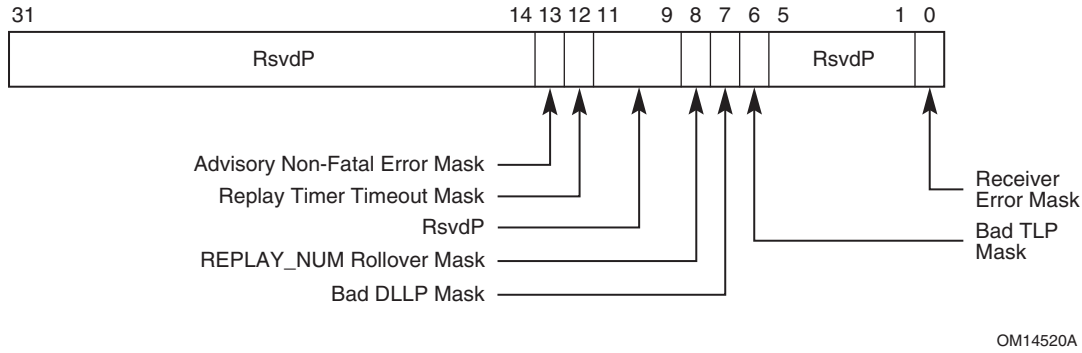 31 14 13 12 11 9 8 7 6 5 1 0
RsvdP RsvdP
Advisory Non-Fatal Error Mask
Replay Timer Timeout Mask
RsvdP
REPLAY_NUM Rollover Mask
Bad DLLP Mask
Receiver
Error Mask
Bad TLP
Mask
OM14520A